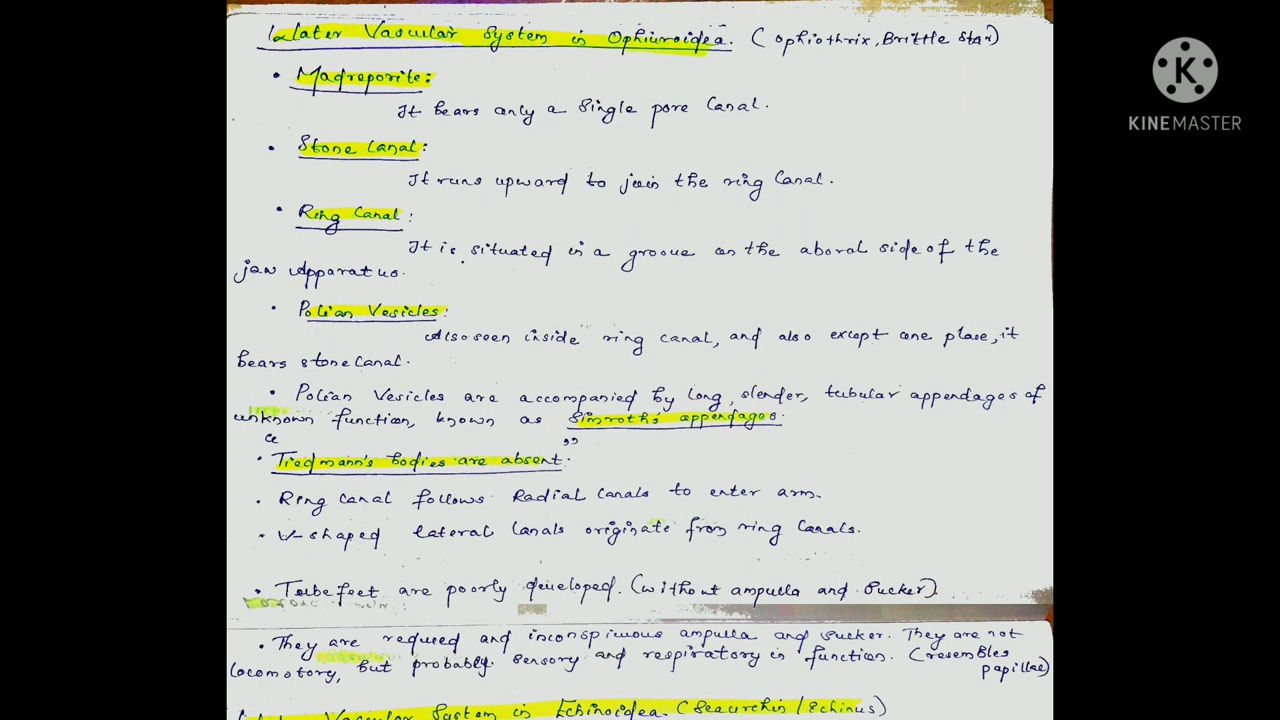 Water Vascular System in Ophiuroidea. (Ophiothrix, Brittle Star)
• Madreporite:
It bears only a single pore canal.
• Stone Canal:
It runs upward to join the ring canal.
• Ring Canal:
It is situated in a groove on the aboral side of the
jaw apparatus.
• Polian Vesicles:
Also seen inside ring canal, and also except one place, it
bears stone canal.
• Polian Vesicles are accompanied by long, slender, tubular appendages of
unknown function, known as Simroth's appendages.
• "Tiedmann's bodies are absent".
• Ring canal follows Radial canals to enter arm.
• V-shaped lateral canals originate from ring canals.
• Tube feet are poorly developed. (without ampulla and sucker).
• They are reduced and inconspicuous ampulla and sucker. They are not
locomotory, but probably sensory and respiratory in function. (resembles
papillae)
Water Vascular System in Echinoidea. (Seaurchin/Echinus)
K
KINEMASTER